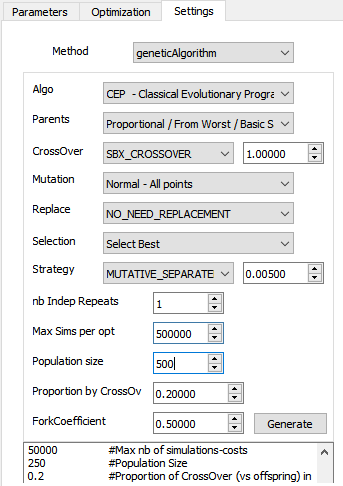 Parameters Optimization Settings
Method geneticAlgorithm
Algo CEP - Classical Evolutionary Progra
Parents Proportional / From Worst / Basic S
CrossOver SBX_CROSSOVER 1.00000
Mutation Normal - All points
Replace NO_NEED_REPLACEMENT
Selection Select Best
Strategy MUTATIVE_SEPARATE 0.00500
nb Indep Repeats 1
Max Sims per opt 500000
Population size 500
Proportion by CrossOv 0.20000
ForkCoefficient 0.50000 Generate
50000 #Max nb of simulations-costs
250 #Population Size
0.2 #Proportion of CrossOver (vs offspring) in